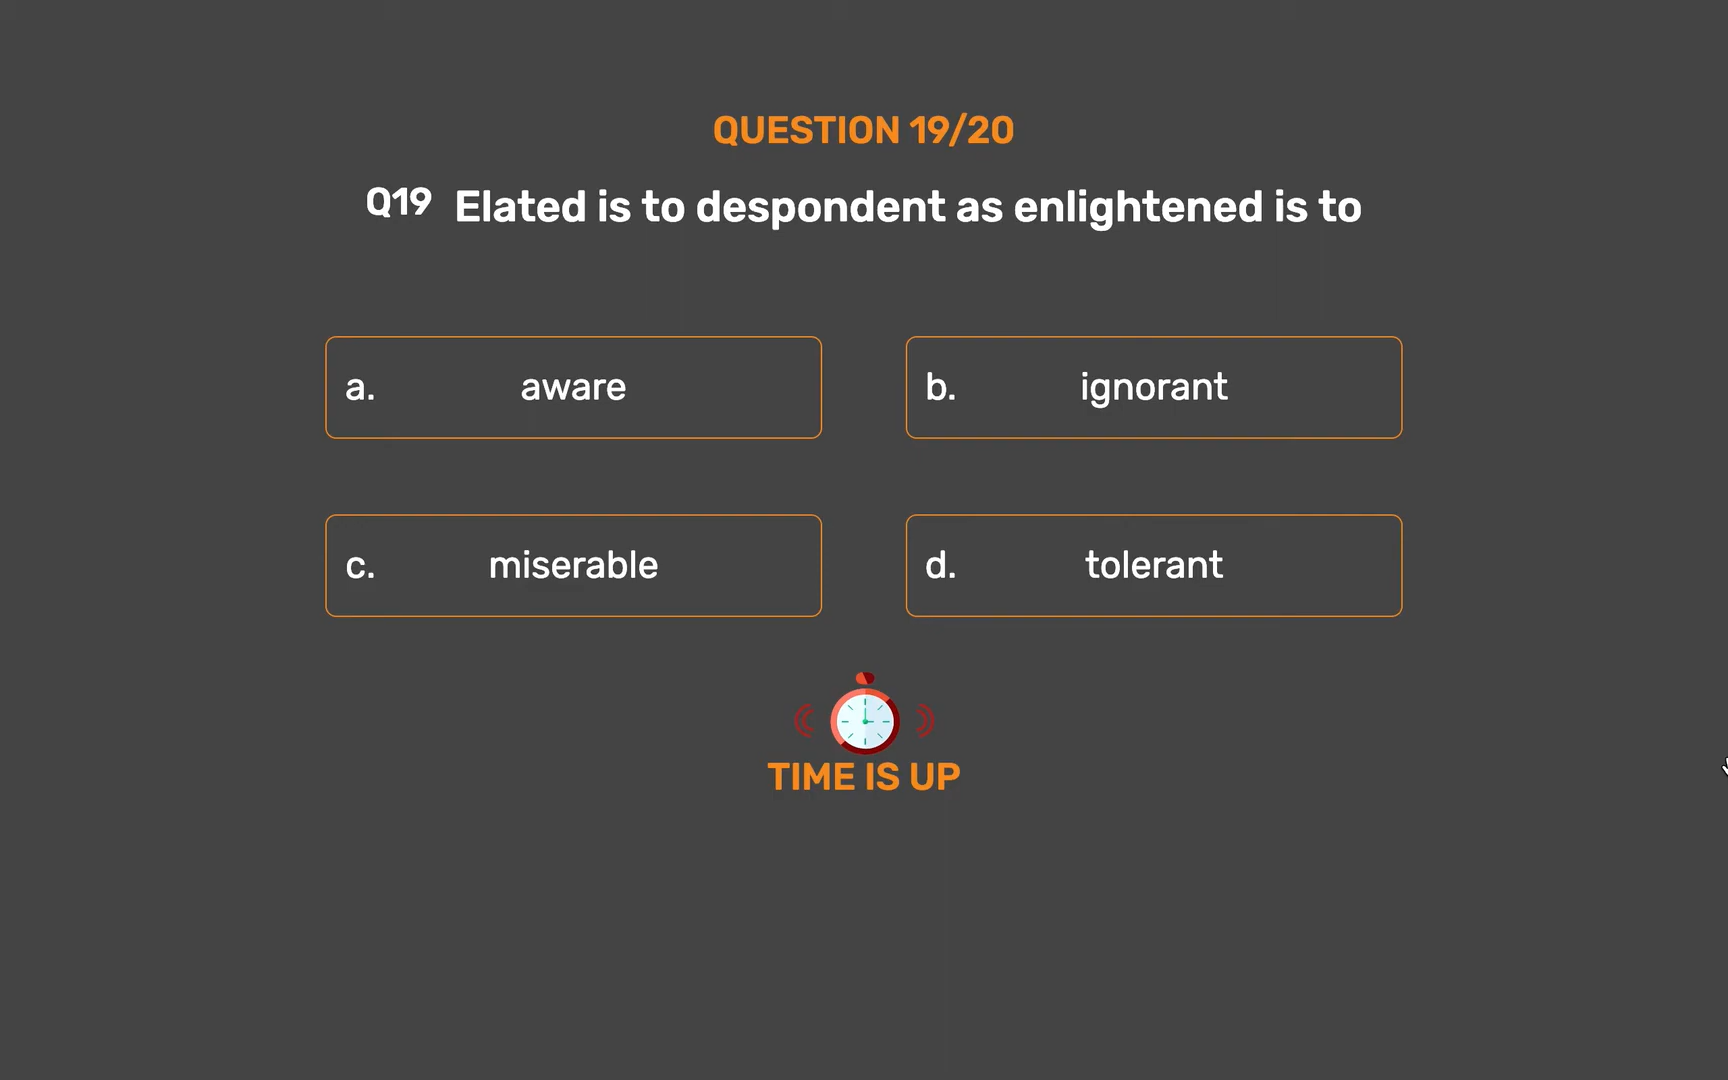 QUESTION 19/20
Q19 Elated is to despondent as enlightened is to
a. aware
b. ignorant
c. miserable
d. tolerant
TIME IS UP